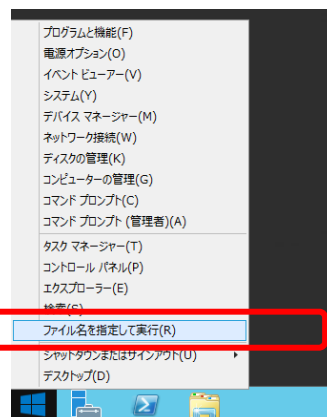 プログラムと機能(F)
電源オプション(O)
イベント ビューアー(V)
システム(Y)
デバイス マネージャー(M)
ネットワーク接続(W)
ディスクの管理(K)
コンピューターの管理(G)
コマンド プロンプト(C)
コマンド プロンプト (管理者)(A)
タスク マネージャー(T)
コントロール パネル(P)
エクスプローラー(E)
検索(S)
ファイル名を指定して実行(R)
シャットダウンまたはサインアウト(U)
デスクトップ(D)